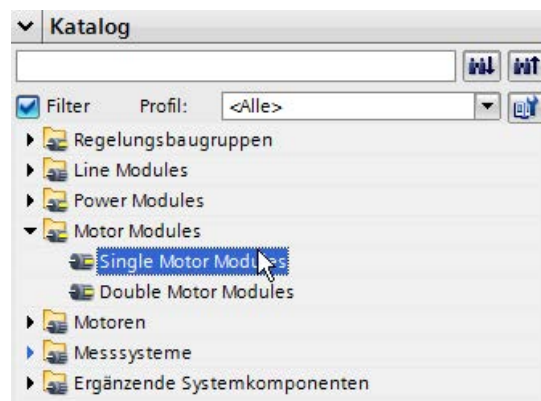 Katalog
Filter Profil: <Alle>
Regelungsbaugruppen
Line Modules
Power Modules
Motor Modules
Single Motor Modules
Double Motor Modules
Motoren
Messsysteme
Ergänzende Systemkomponenten